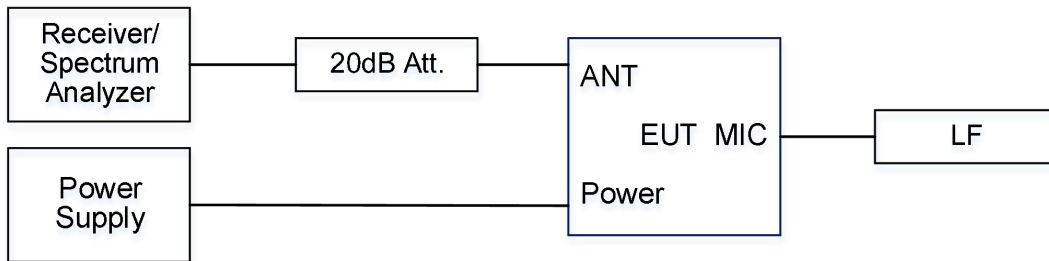 Receiver/
Spectrum
Analyzer
20dB Att.
ANT
EUT MIC
LF
Power
Supply
Power